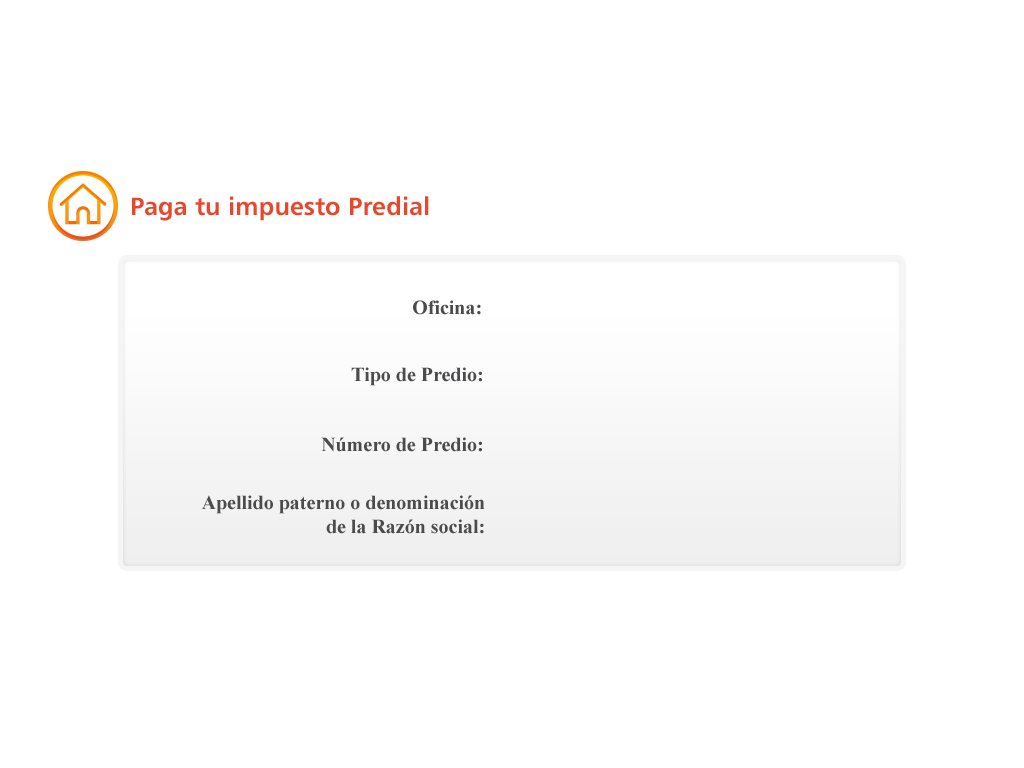 Paga tu impuesto Predial
Oficina:
Tipo de Predio:
Número de Predio:
Apellido paterno o denominación
de la Razón social: